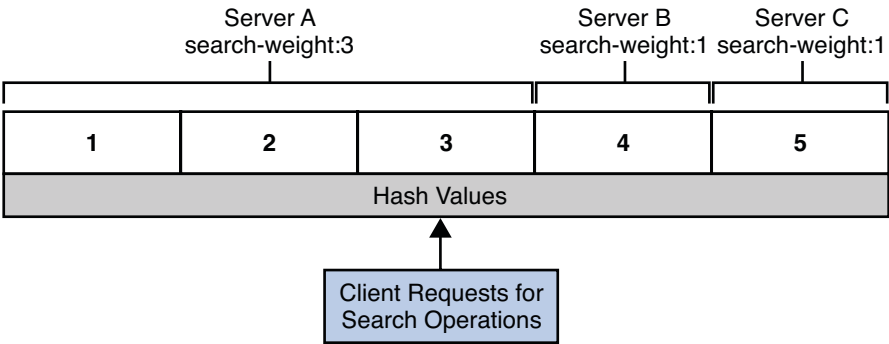 Server A
search-weight:3
Server B
search-weight:1
Server C
search-weight:1
1 2 3 4 5
Hash Values
Client Requests for
Search Operations